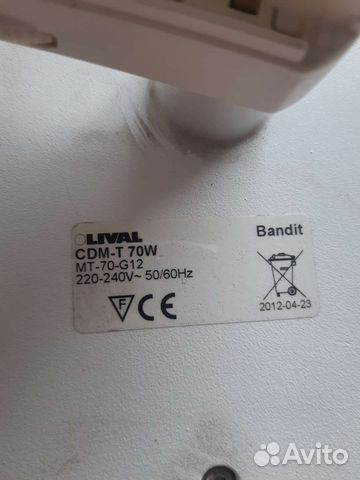 LIVAL
Bandit
CDM-T 70W
MT-70-G12
220-240V~ 50/60Hz
F CE
2012-04-23
Avito